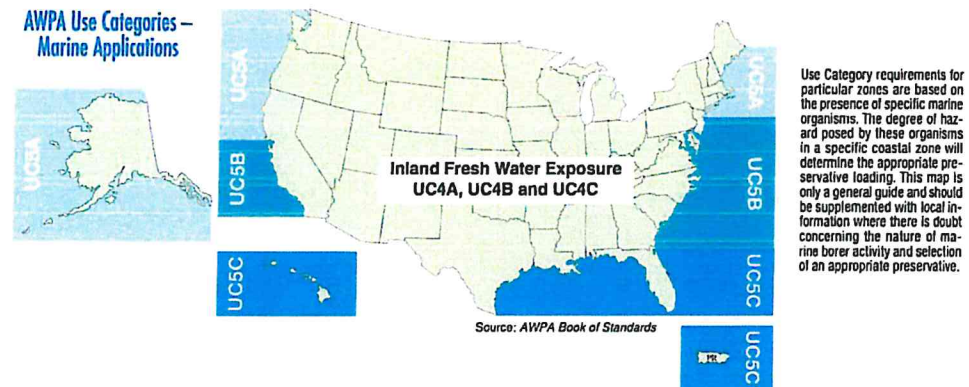 AWPA Use Categories –
Marine Applications
UC5A
UC5B
UC5A
Inland Fresh Water Exposure
UC4A, UC4B and UC4C
UC5A
UC5B
UC5C
UC5C
Source: AWPA Book of Standards
PR
UC5C
Use Category requirements for
particular zones are based on
the presence of specific marine
organisms. The degree of haz-
ard posed by these organisms
in a specific coastal zone will
determine the appropriate pre-
servative loading. This map is
only a general guide and should
be supplemented with local in-
formation where there is doubt
concerning the nature of ma-
rine borer activity and selection
of an appropriate preservative.